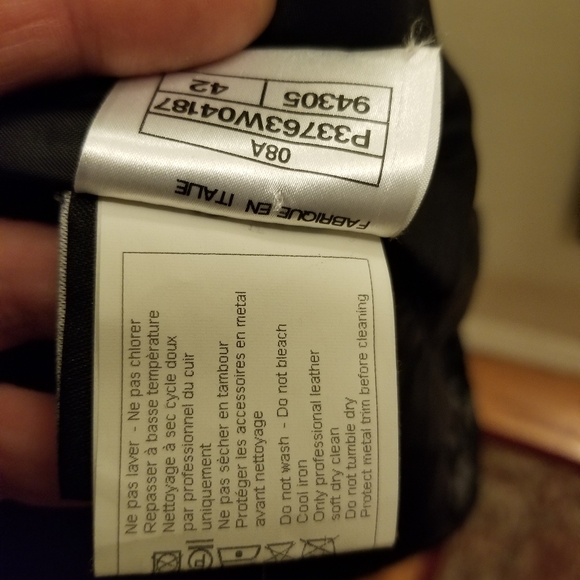 FABRIQUE EN ITALIE
08A
P33763W04187
94305 42
Ne pas laver - Ne pas chlorer
Repasser à basse température
Nettoyage à sec cycle doux
par professionnel du cuir
uniquement
Ne pas sècher en tambour
Protéger les accessoires en metal
avant nettoyage
Do not wash - Do not bleach
Cool iron
Only professional leather
soft dry clean
Do not tumble dry
Protect metal trim before cleaning